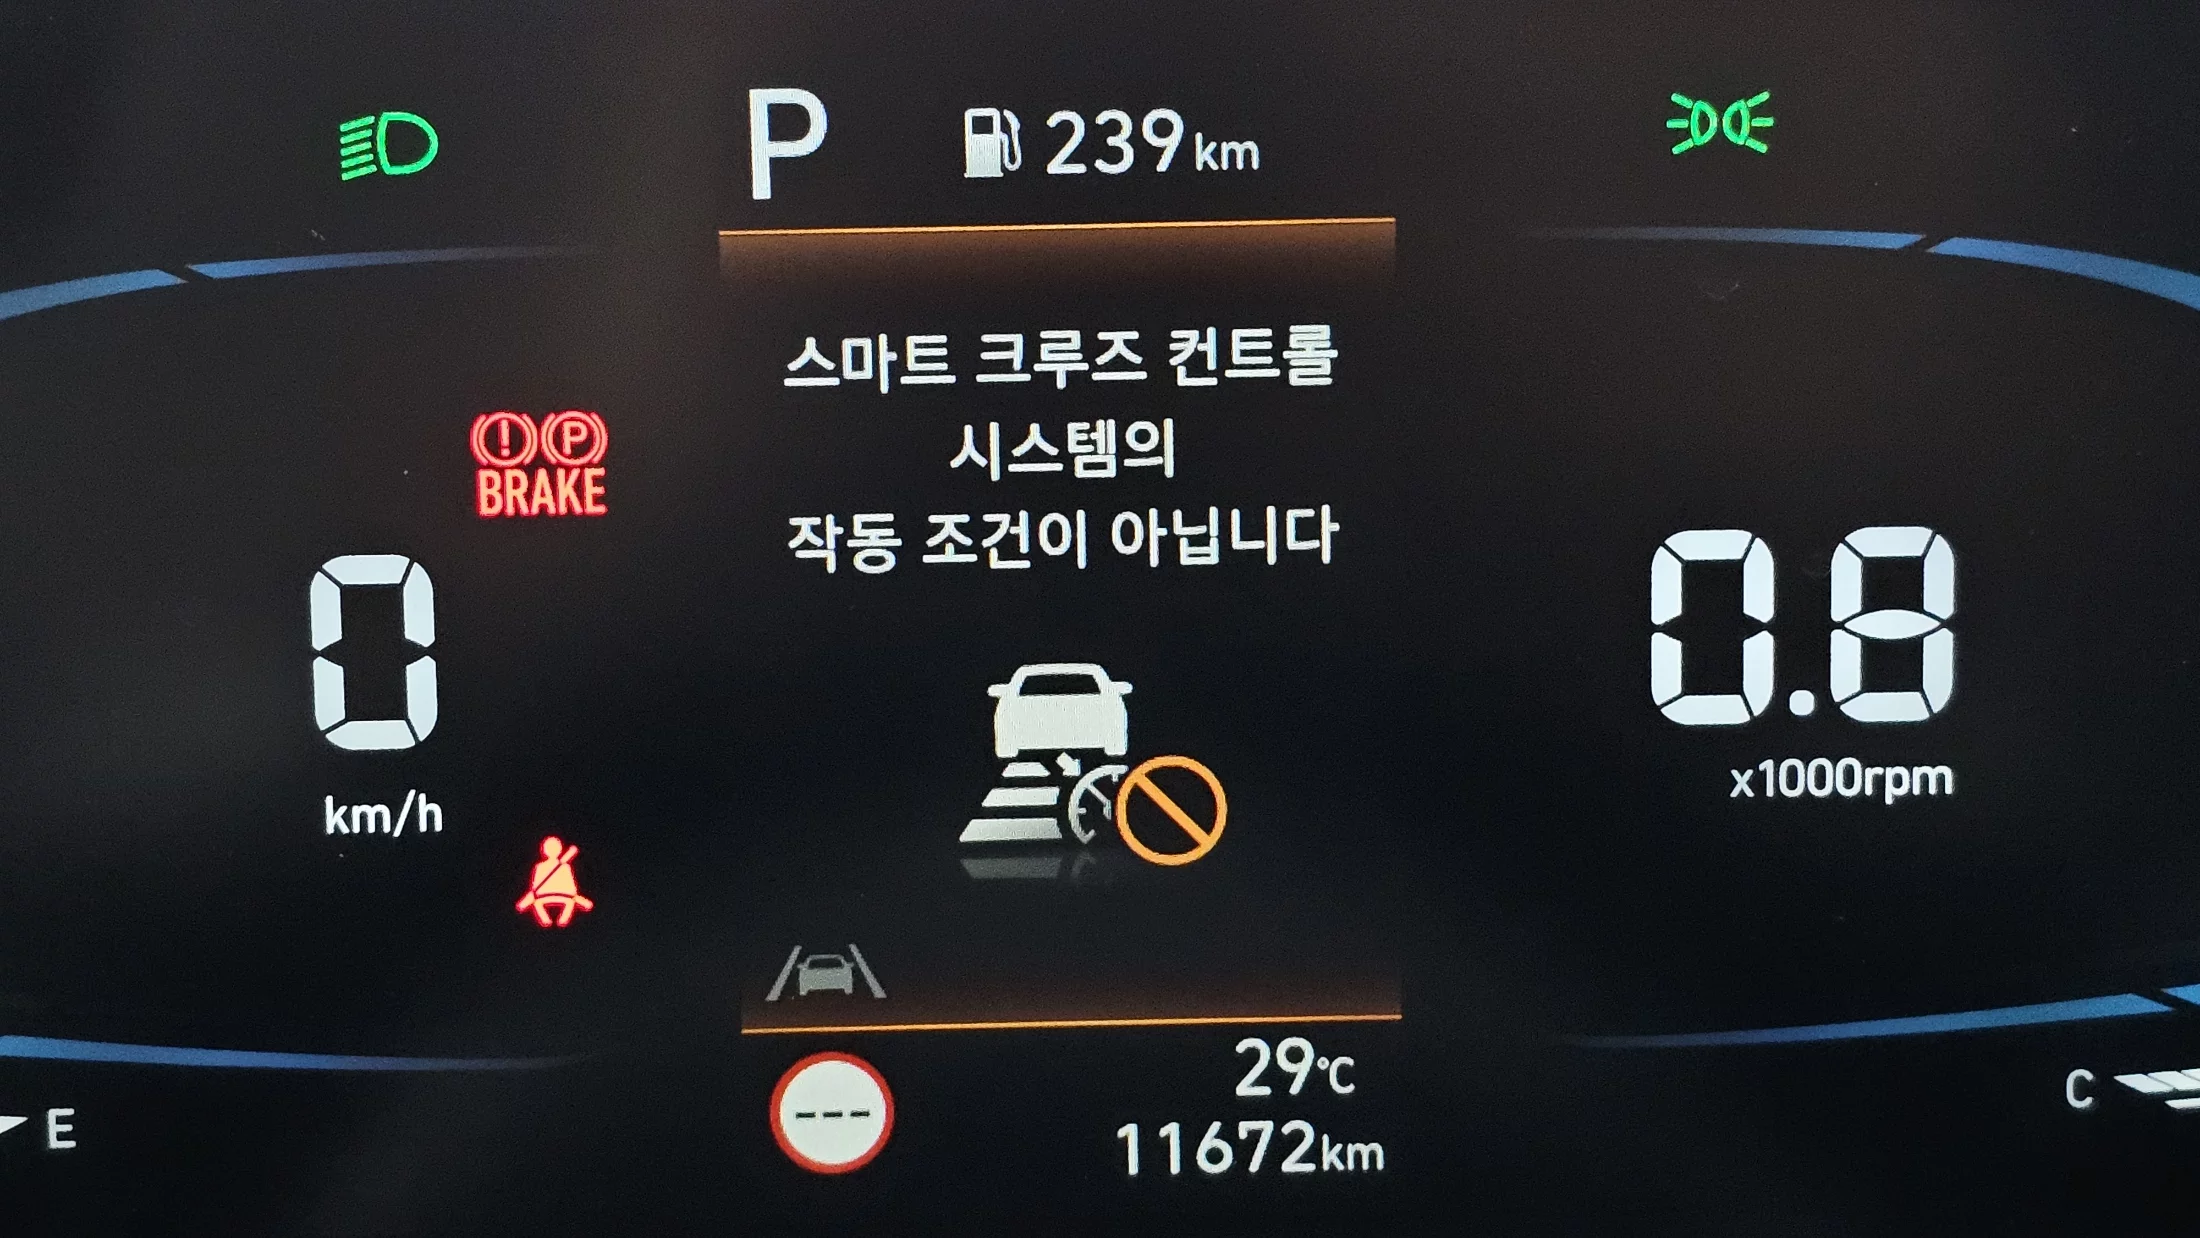 P 239km
스마트 크루즈 컨트롤
시스템의
작동 조건이 아닙니다
(!) (P)
BRAKE
0
km/h
0.8
x1000rpm
---
29°C
11672km
E
C